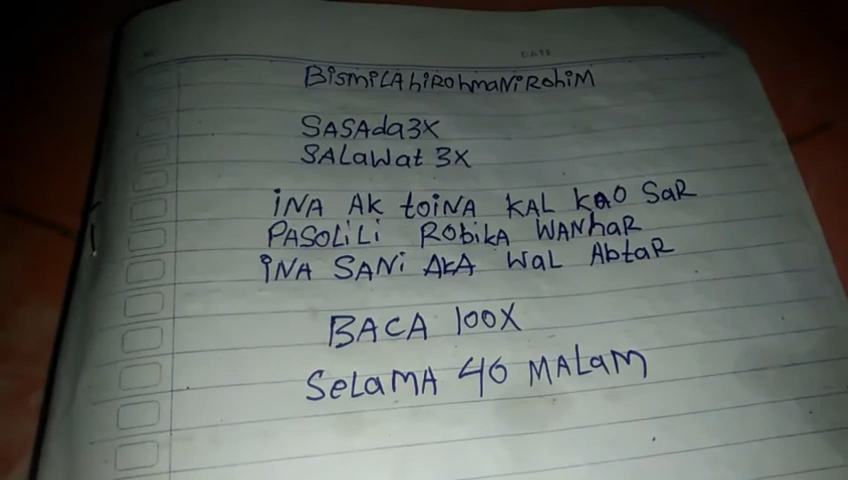 DATE
BismiLAhiROhmaNiRohiM
SASAda3X
SALaWat 3X
iNA AK toiNA KAL KAO SaR
PASOLiLi RObiKA WANhaR
iNA SANi AKA WaL AbtaR
BACA 100X
SeLaMA 40 MALaM